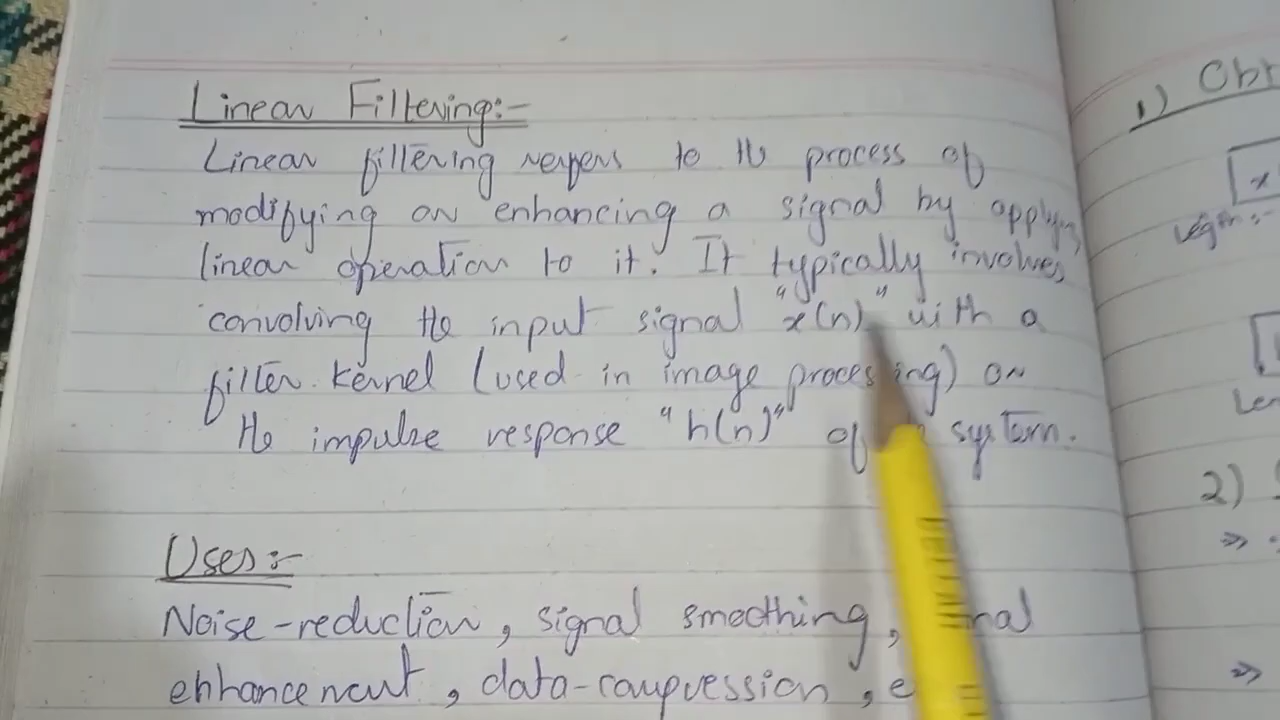 Linear Filtering:-
Linear filtering refers to the process of
modifying or enhancing a signal by applying
linear operation to it. It typically involves
convolving the input signal "x(n)" with a
filter kernel (used in image processing) or
the impulse response "h(n)" of system.
Uses:-
Noise-reduction, signal smoothing,
enhancement, data-compression,
1)
x
2)